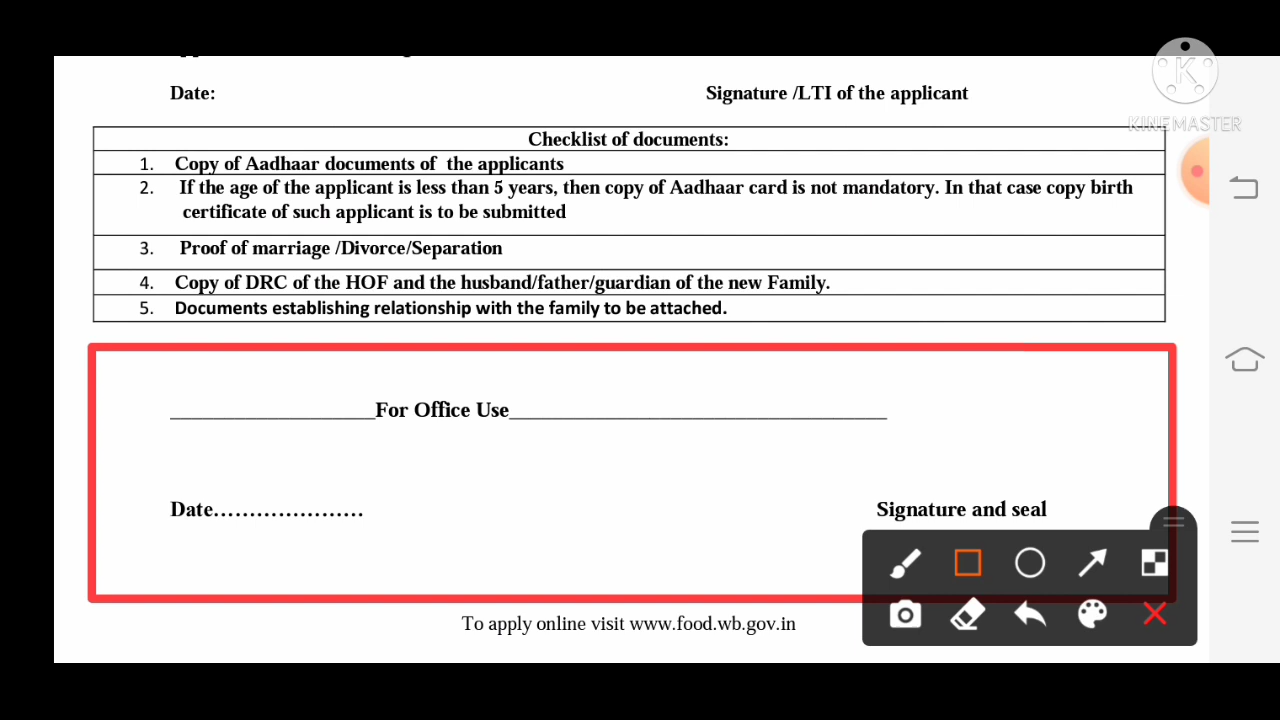 Date: Signature /LTI of the applicant
KINEMASTER
Checklist of documents:
1. Copy of Aadhaar documents of the applicants
2. If the age of the applicant is less than 5 years, then copy of Aadhaar card is not mandatory. In that case copy birth
certificate of such applicant is to be submitted
3. Proof of marriage /Divorce/Separation
4. Copy of DRC of the HOF and the husband/father/guardian of the new Family.
5. Documents establishing relationship with the family to be attached.
___________________For Office Use___________________________________
Date………………… Signature and seal
To apply online visit www.food.wb.gov.in